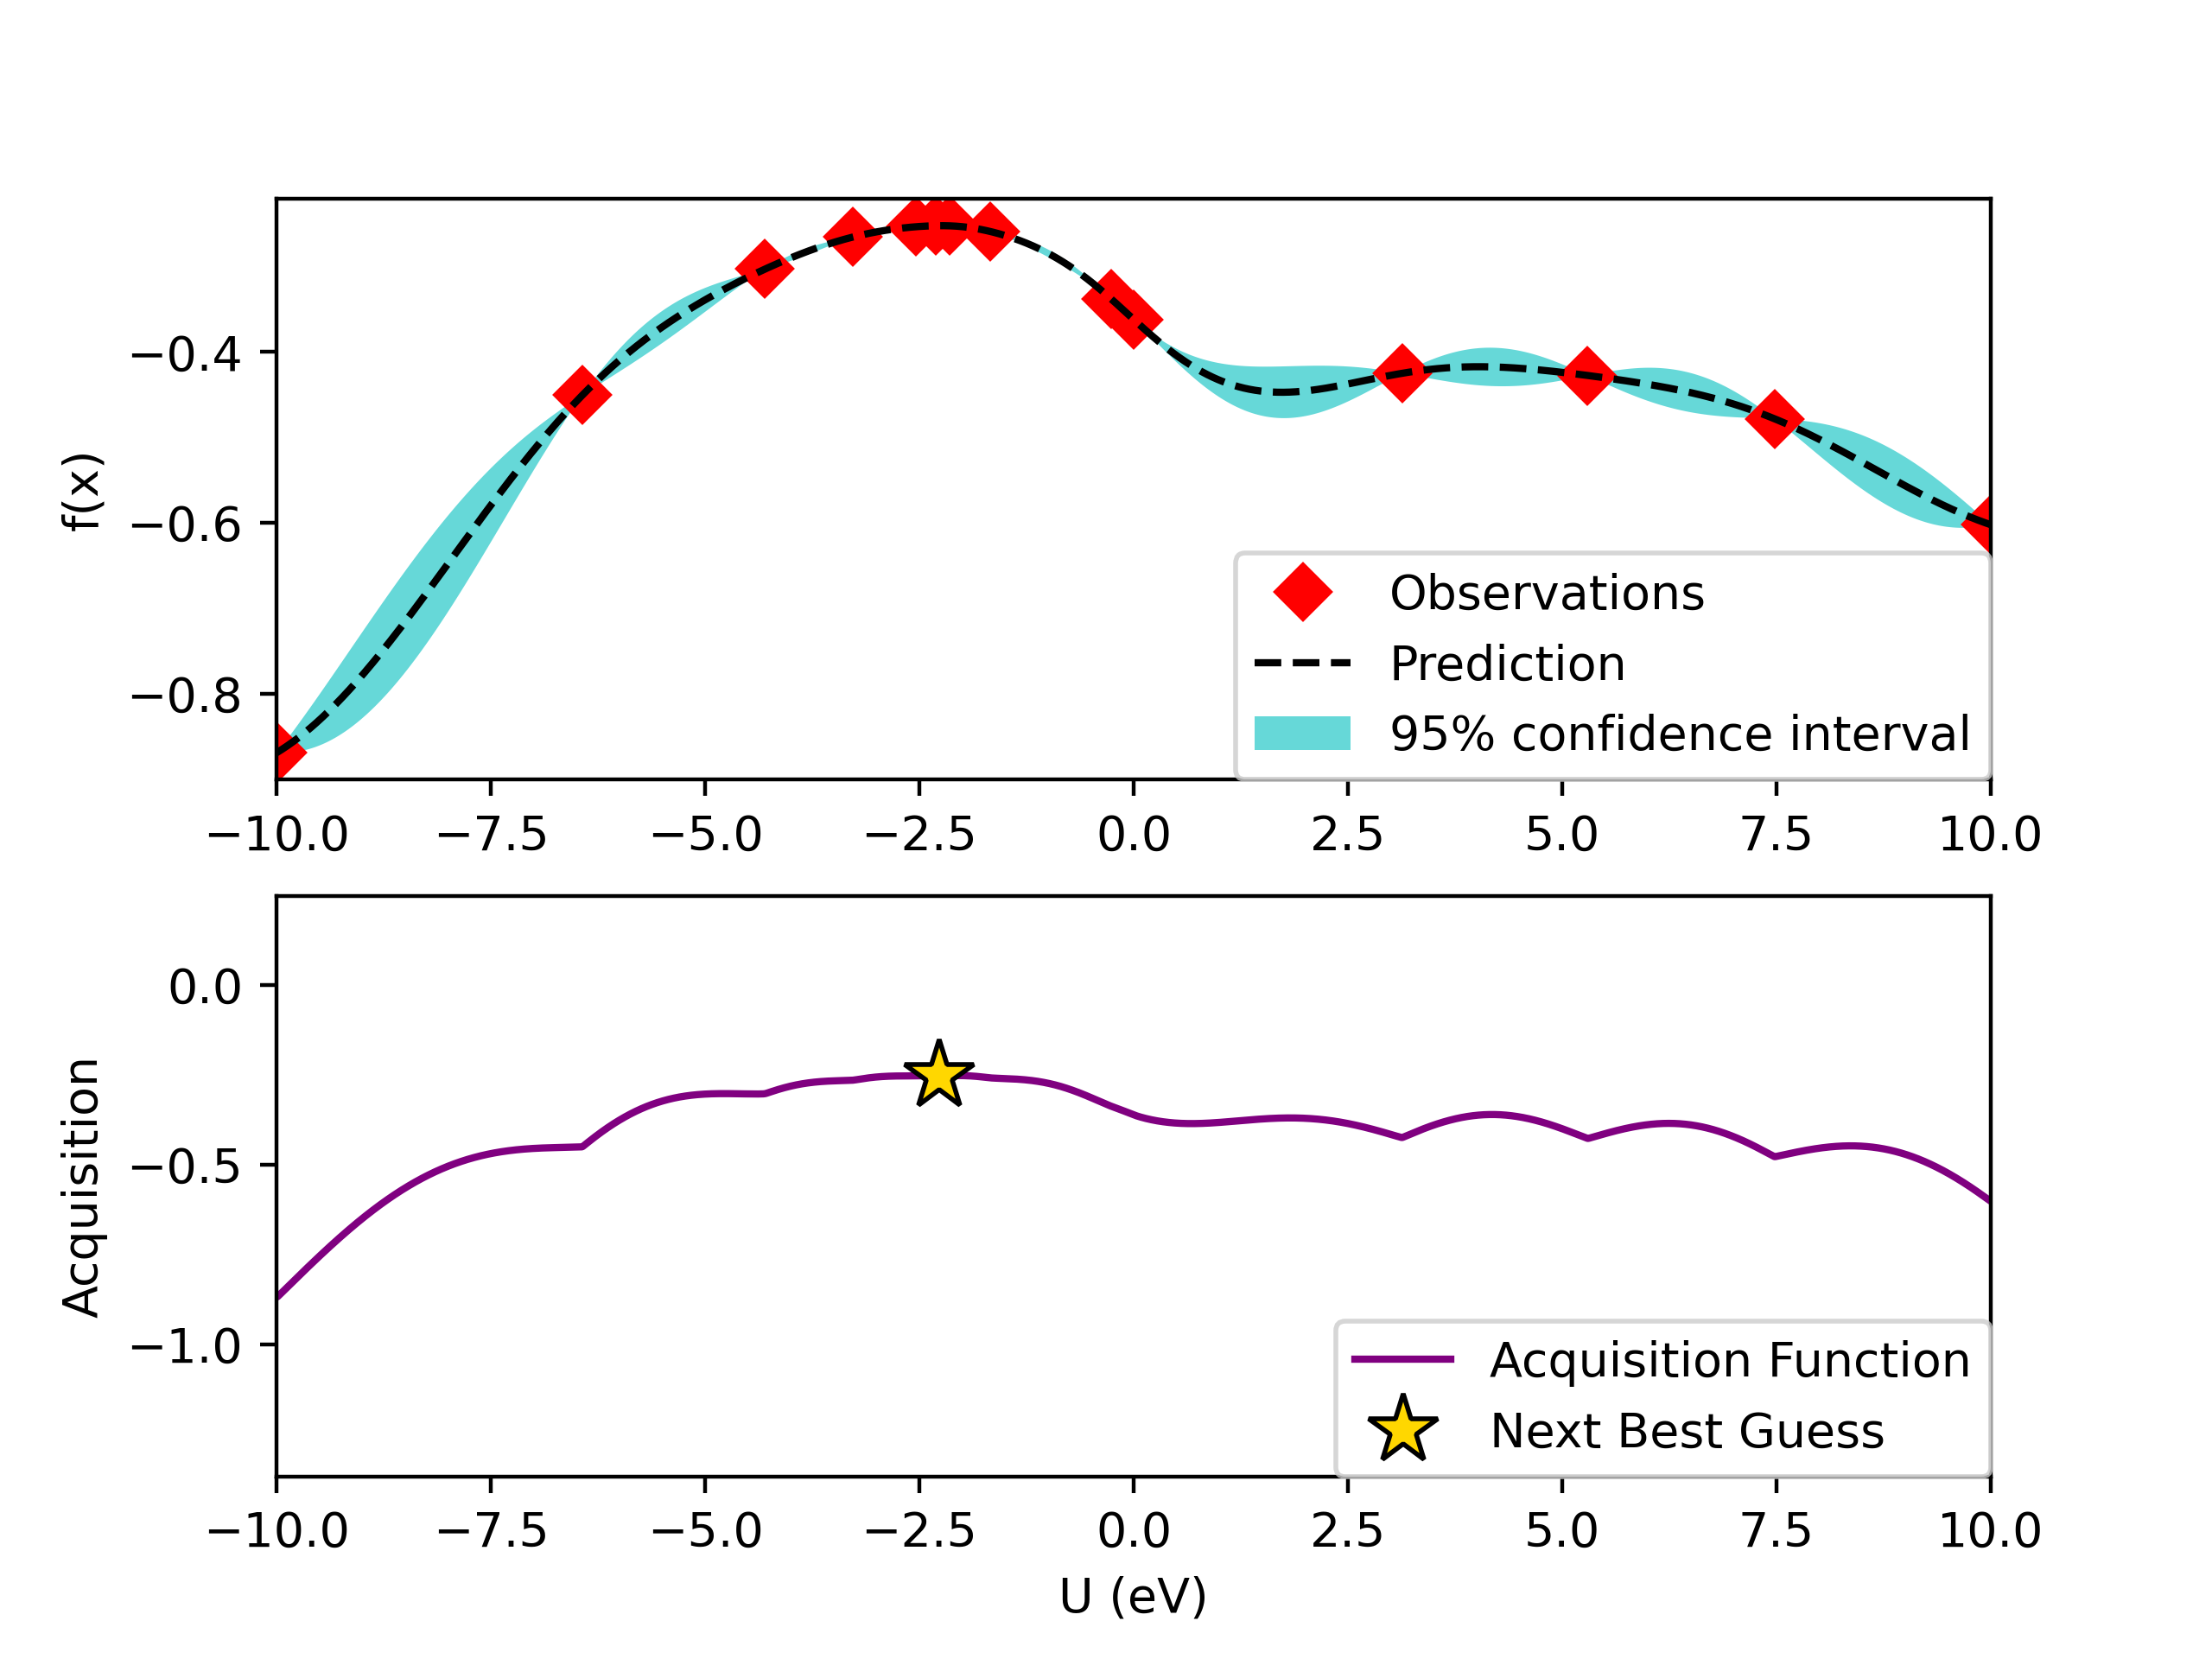 f(x)
−0.4
−0.6
−0.8
−10.0 −7.5 −5.0 −2.5 0.0 2.5 5.0 7.5 10.0
Observations
Prediction
95% confidence interval
Acquisition
0.0
−0.5
−1.0
−10.0 −7.5 −5.0 −2.5 0.0 2.5 5.0 7.5 10.0
U (eV)
Acquisition Function
Next Best Guess